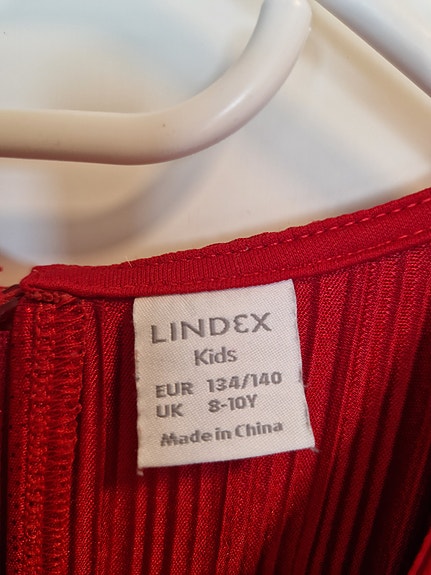 LINDEX
Kids
EUR 134/140
UK 8-10Y
Made in China